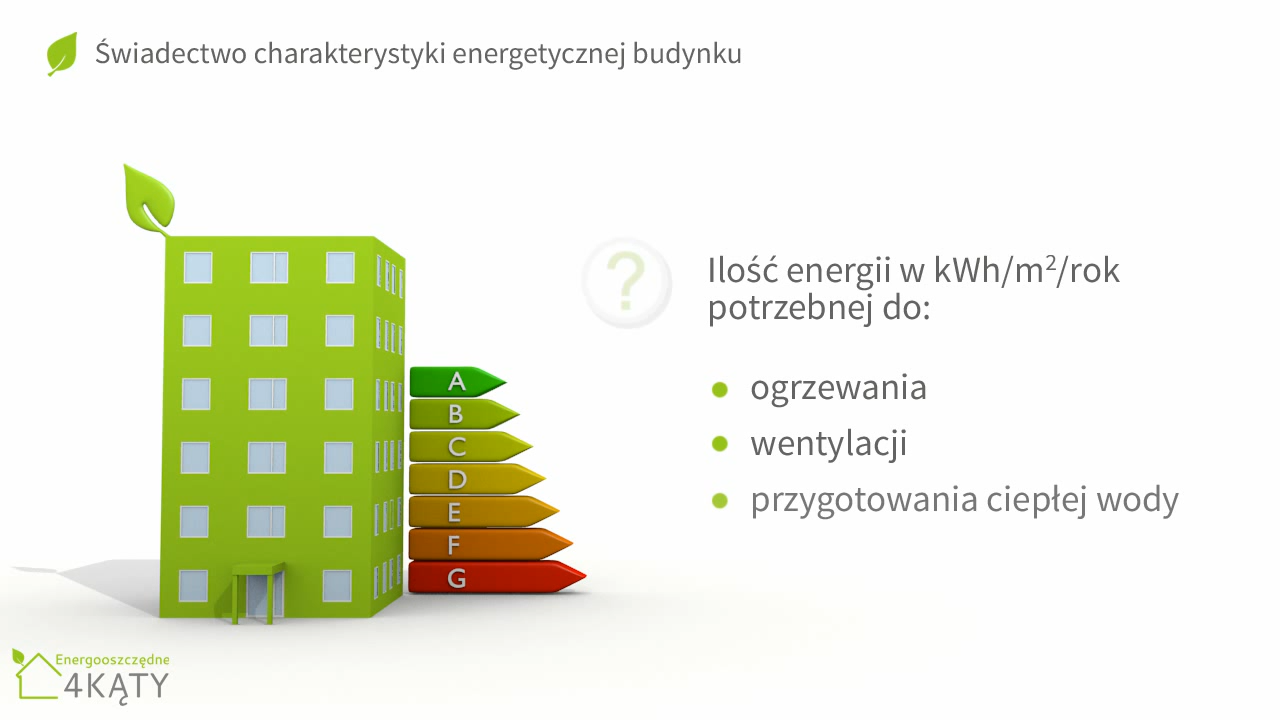 Świadectwo charakterystyki energetycznej budynku
?
Ilość energii w kWh/m²/rok
potrzebnej do:
ogrzewania
wentylacji
przygotowania ciepłej wody
A
B
C
D
E
F
G
Energooszczędne
4KĄTY